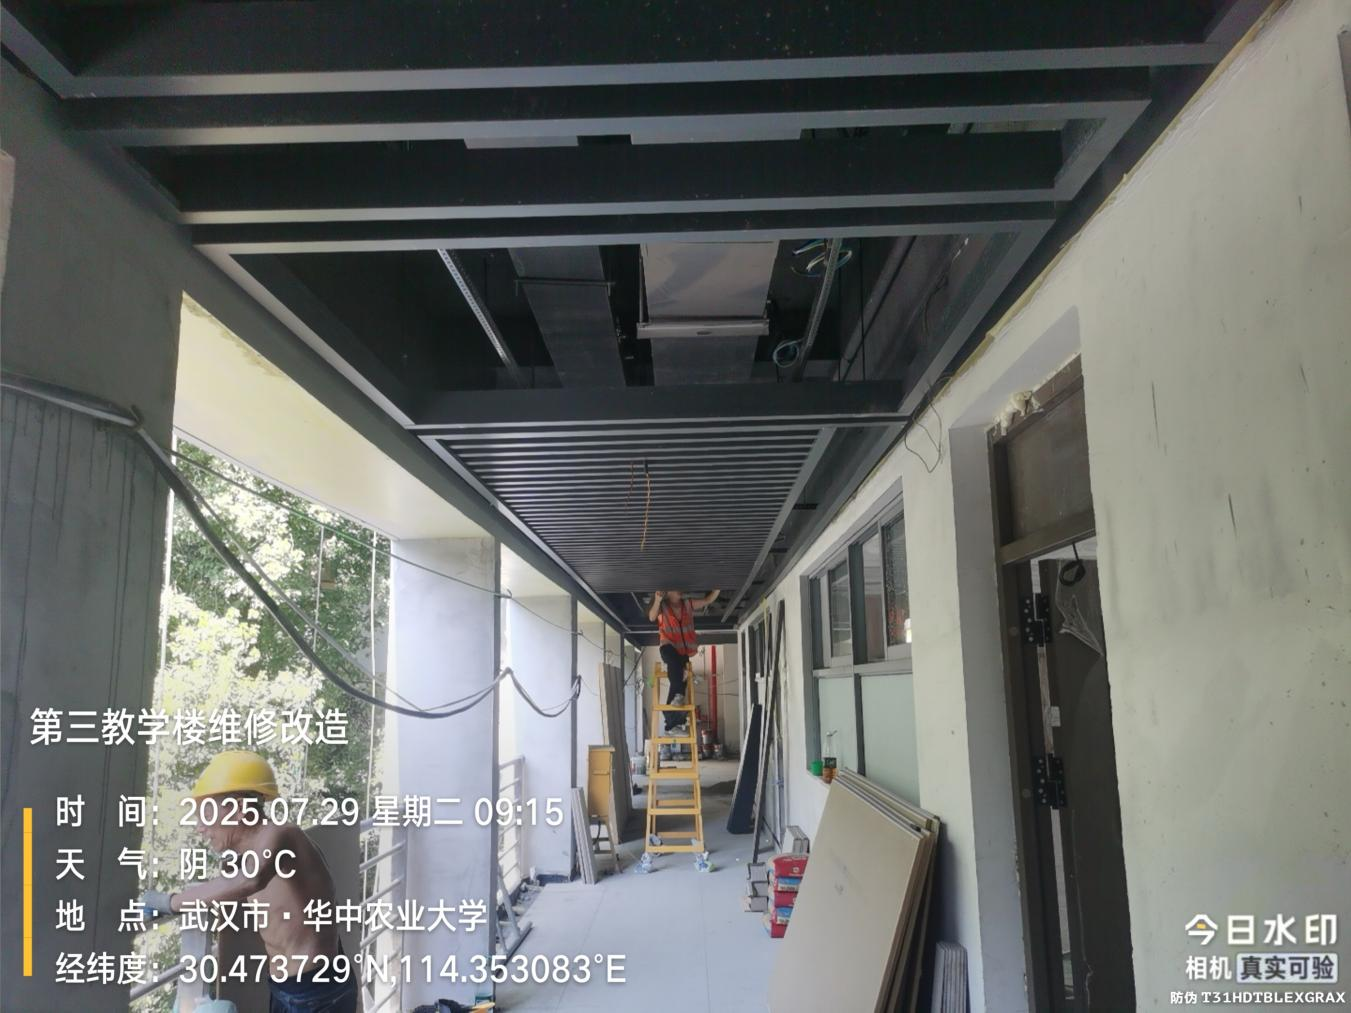 第三教学楼维修改造
时 间：2025.07.29 星期二 09:15
天 气：阴 30°C
地 点：武汉市·华中农业大学
经纬度：30.473729°N,114.353083°E
今日水印
相机 真实可验
防伪 T31HDTBLEXGRAX